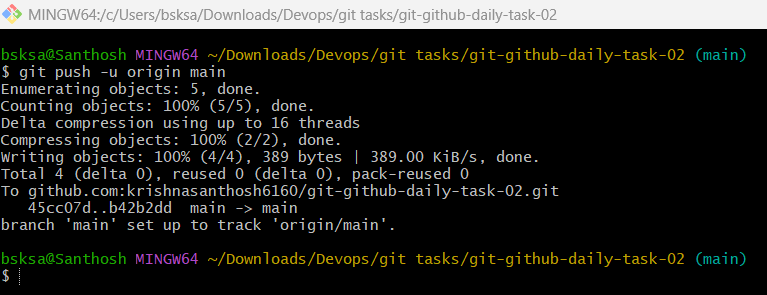 MINGW64:/c/Users/bsksa/Downloads/Devops/git tasks/git-github-daily-task-02
bsksa@Santhosh MINGW64 ~/Downloads/Devops/git tasks/git-github-daily-task-02 (main)
$ git push -u origin main
Enumerating objects: 5, done.
Counting objects: 100% (5/5), done.
Delta compression using up to 16 threads
Compressing objects: 100% (2/2), done.
Writing objects: 100% (4/4), 389 bytes | 389.00 KiB/s, done.
Total 4 (delta 0), reused 0 (delta 0), pack-reused 0
To github.com:krishnasanthosh6160/git-github-daily-task-02.git
   45cc07d..b42b2dd  main -> main
branch 'main' set up to track 'origin/main'.
bsksa@Santhosh MINGW64 ~/Downloads/Devops/git tasks/git-github-daily-task-02 (main)
$